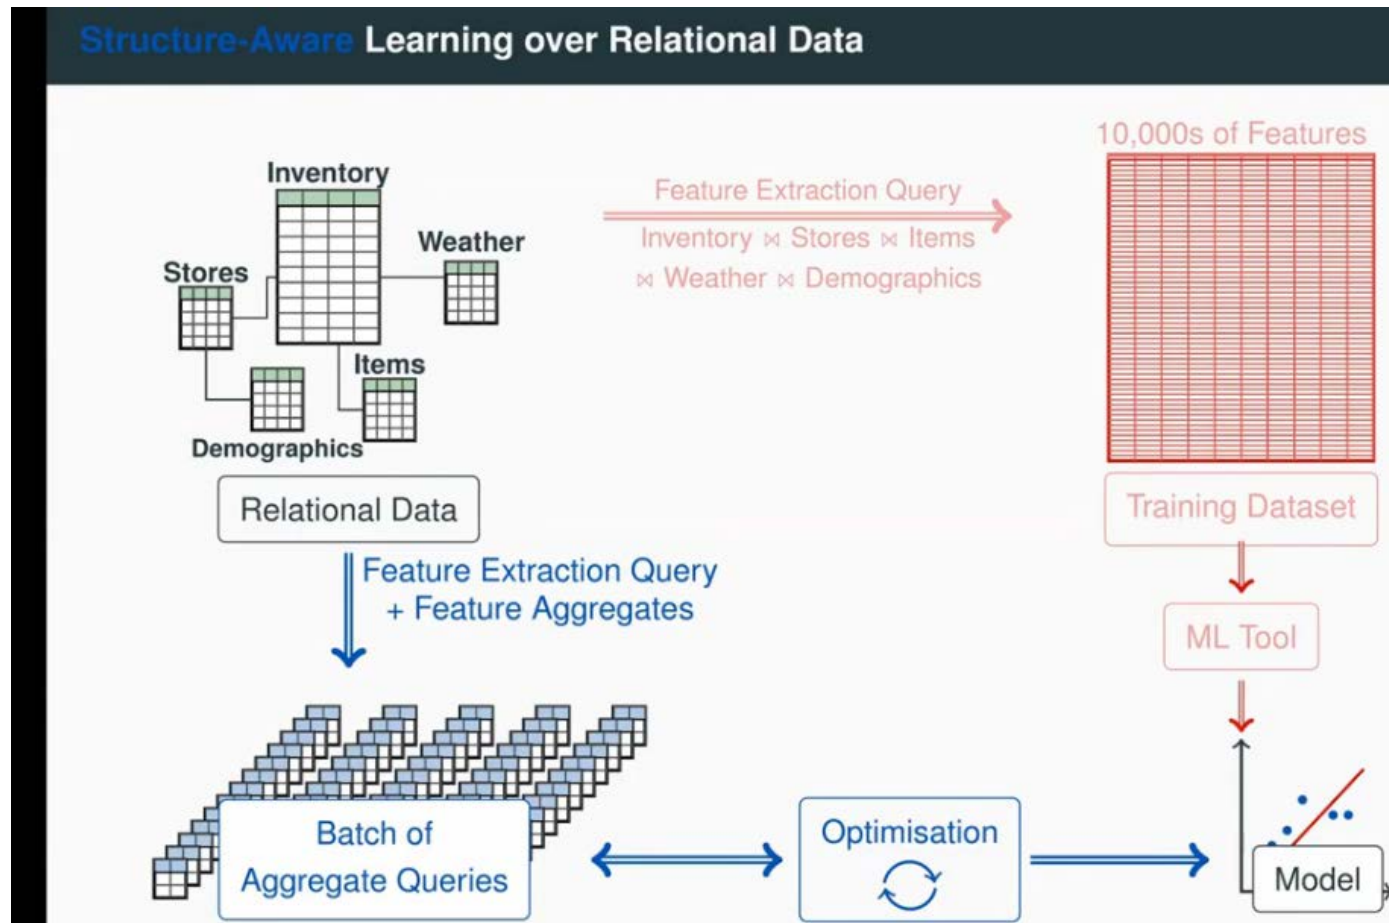 Structure-Aware Learning over Relational Data
10,000s of Features
Inventory
Feature Extraction Query
Inventory ⋈ Stores ⋈ Items
⋈ Weather ⋈ Demographics
Weather
Stores
Items
Demographics
Relational Data
Training Dataset
Feature Extraction Query
+ Feature Aggregates
ML Tool
Batch of
Aggregate Queries
Optimisation
Model